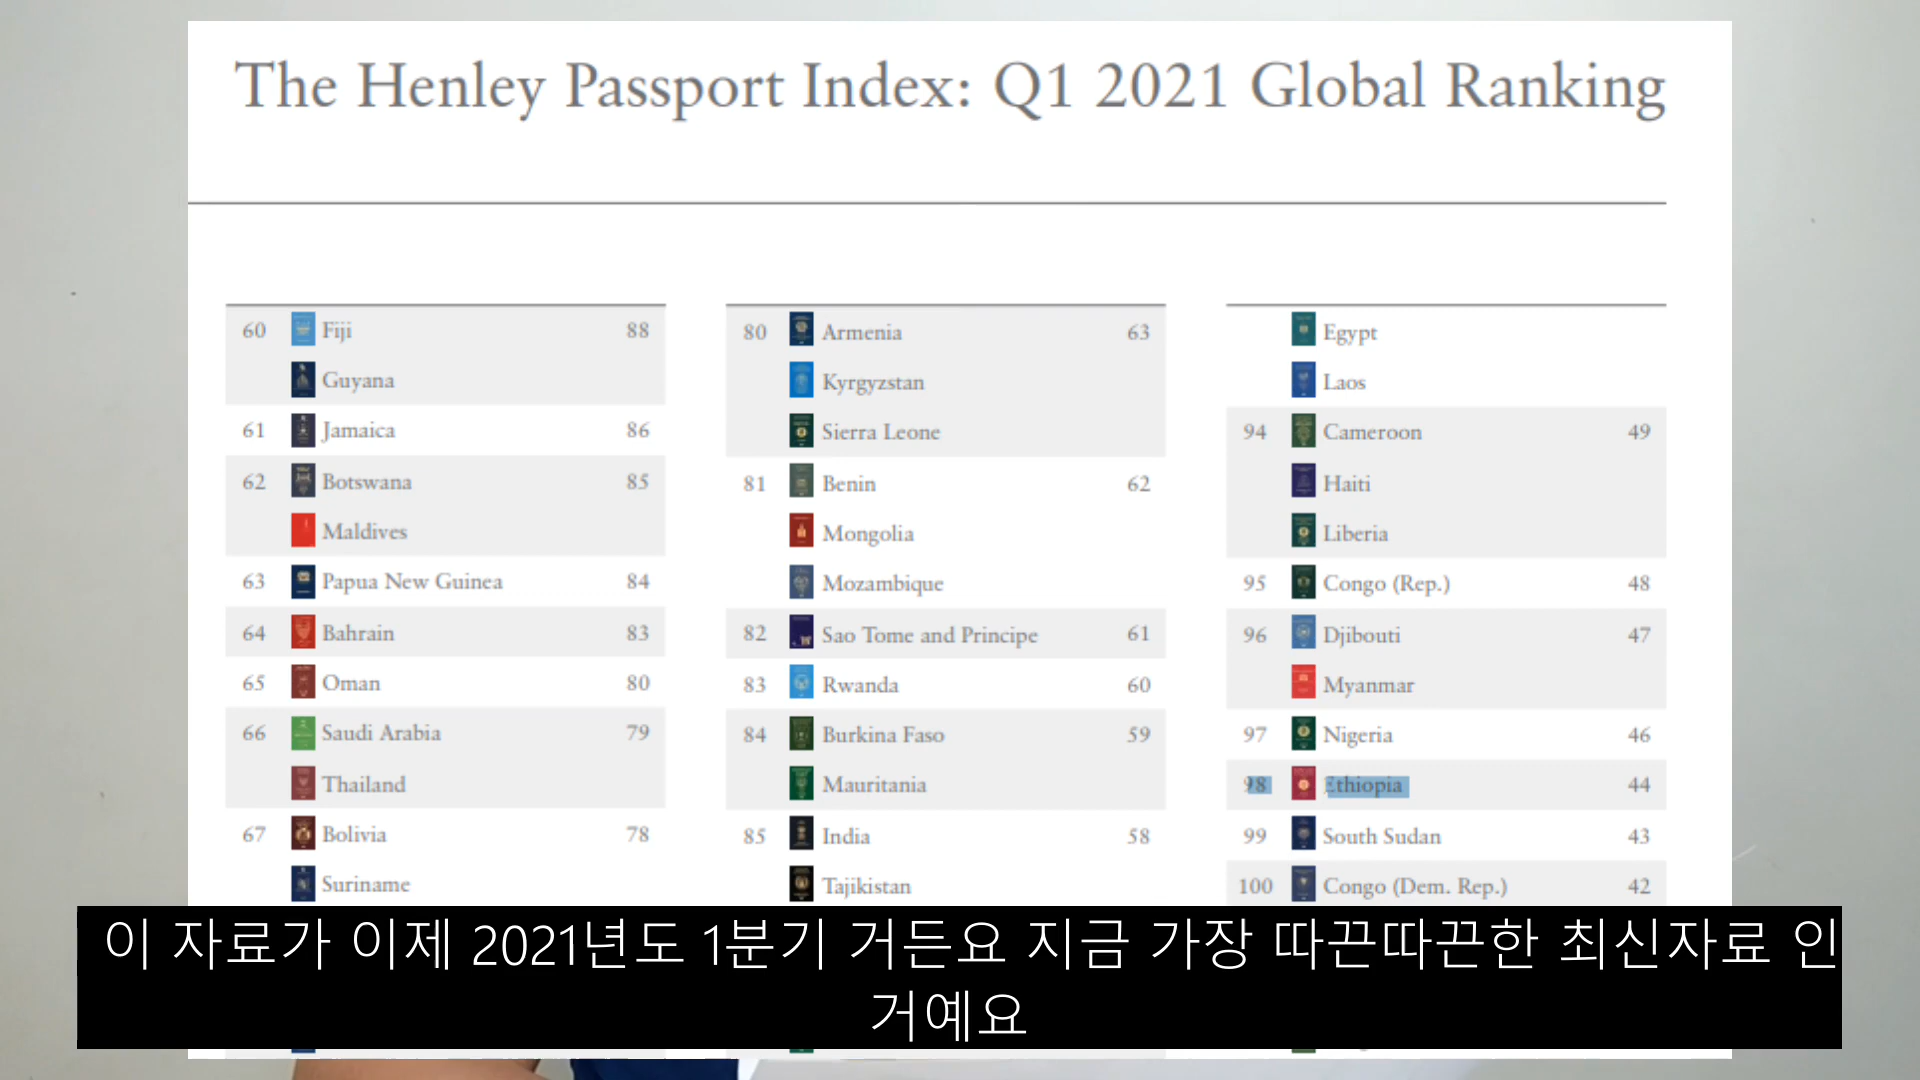 The Henley Passport Index: Q1 2021 Global Ranking
60 Fiji 88
Guyana
61 Jamaica 86
62 Botswana 85
Maldives
63 Papua New Guinea 84
64 Bahrain 83
65 Oman 80
66 Saudi Arabia 79
Thailand
67 Bolivia 78
Suriname
80 Armenia 63
Kyrgyzstan
Sierra Leone
81 Benin 62
Mongolia
Mozambique
82 Sao Tome and Principe 61
83 Rwanda 60
84 Burkina Faso 59
Mauritania
85 India 58
Tajikistan
Egypt
Laos
94 Cameroon 49
Haiti
Liberia
95 Congo (Rep.) 48
96 Djibouti 47
Myanmar
97 Nigeria 46
98 Ethiopia 44
99 South Sudan 43
100 Congo (Dem. Rep.) 42
이 자료가 이제 2021년도 1분기 거든요 지금 가장 따끈따끈한 최신자료 인
거예요